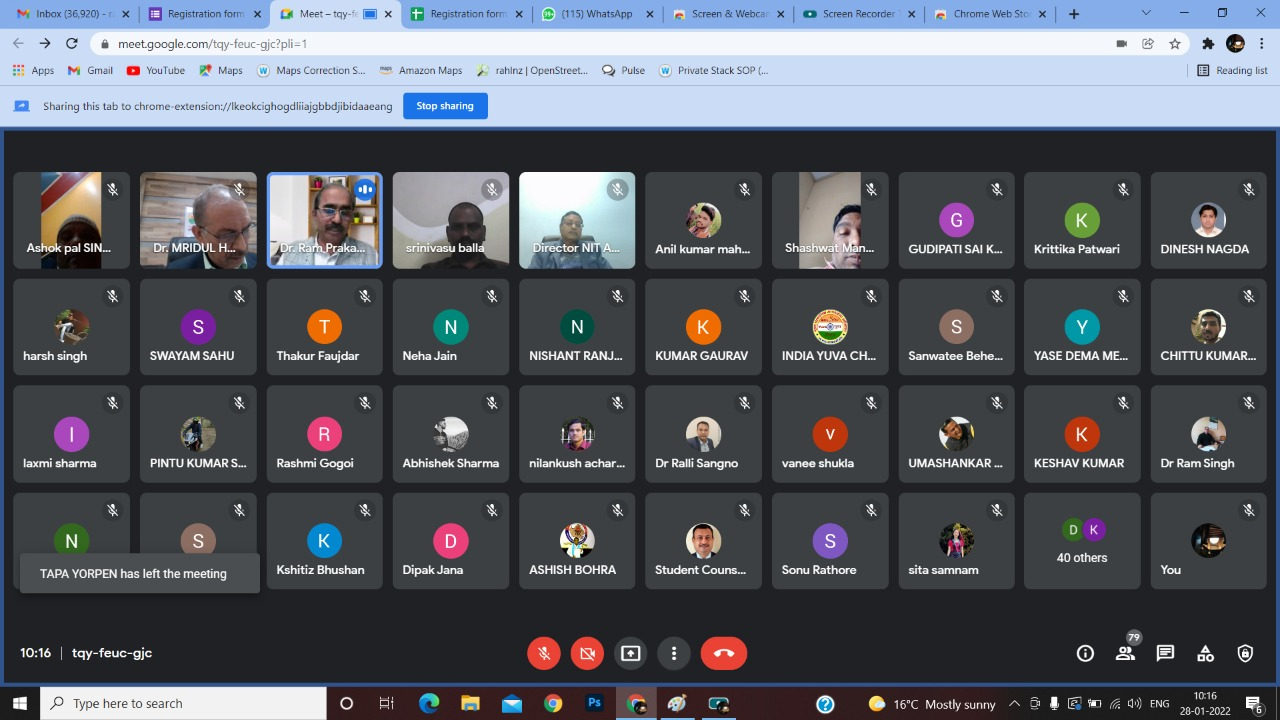 Inbox (36,920) - r
Registration form
Meet – tqy-fe
Registration form
(115) WhatsApp
Screen & Webcar
Screen Recorder T
Chrome Web Sto
meet.google.com/tqy-feuc-gjc?pli=1
Apps
Gmail
YouTube
Maps
Maps Correction S...
Amazon Maps
rahlnz | OpenStreet...
Pulse
Private Stack SOP (...
Reading list
Sharing this tab to chrome-extension://lkeokcighogdliiajgbbdjibidaaeang
Stop sharing
Ashok pal SIN...
Dr. MRIDUL H...
Dr. Ram Praka...
srinivasu balla
Director NIT A...
Anil kumar mah...
Shashwat Man...
G
GUDIPATI SAI K...
K
Krittika Patwari
DINESH NAGDA
harsh singh
S
SWAYAM SAHU
T
Thakur Faujdar
N
Neha Jain
N
NISHANT RANJ...
K
KUMAR GAURAV
INDIA YUVA CH...
S
Sanwatee Behe...
Y
YASE DEMA ME...
CHITTU KUMAR...
l
laxmi sharma
PINTU KUMAR S...
R
Rashmi Gogoi
Abhishek Sharma
nilankush achar...
Dr Ralli Sangno
v
vanee shukla
UMASHANKAR ...
K
KESHAV KUMAR
Dr Ram Singh
N
S
K
Kshitiz Bhushan
D
Dipak Jana
ASHISH BOHRA
Student Couns...
S
Sonu Rathore
sita samnam
D K
40 others
You
TAPA YORPEN has left the meeting
10:16 | tqy-feuc-gjc
79
Type here to search
Ps
16°C Mostly sunny
ENG
10:16
28-01-2022
6